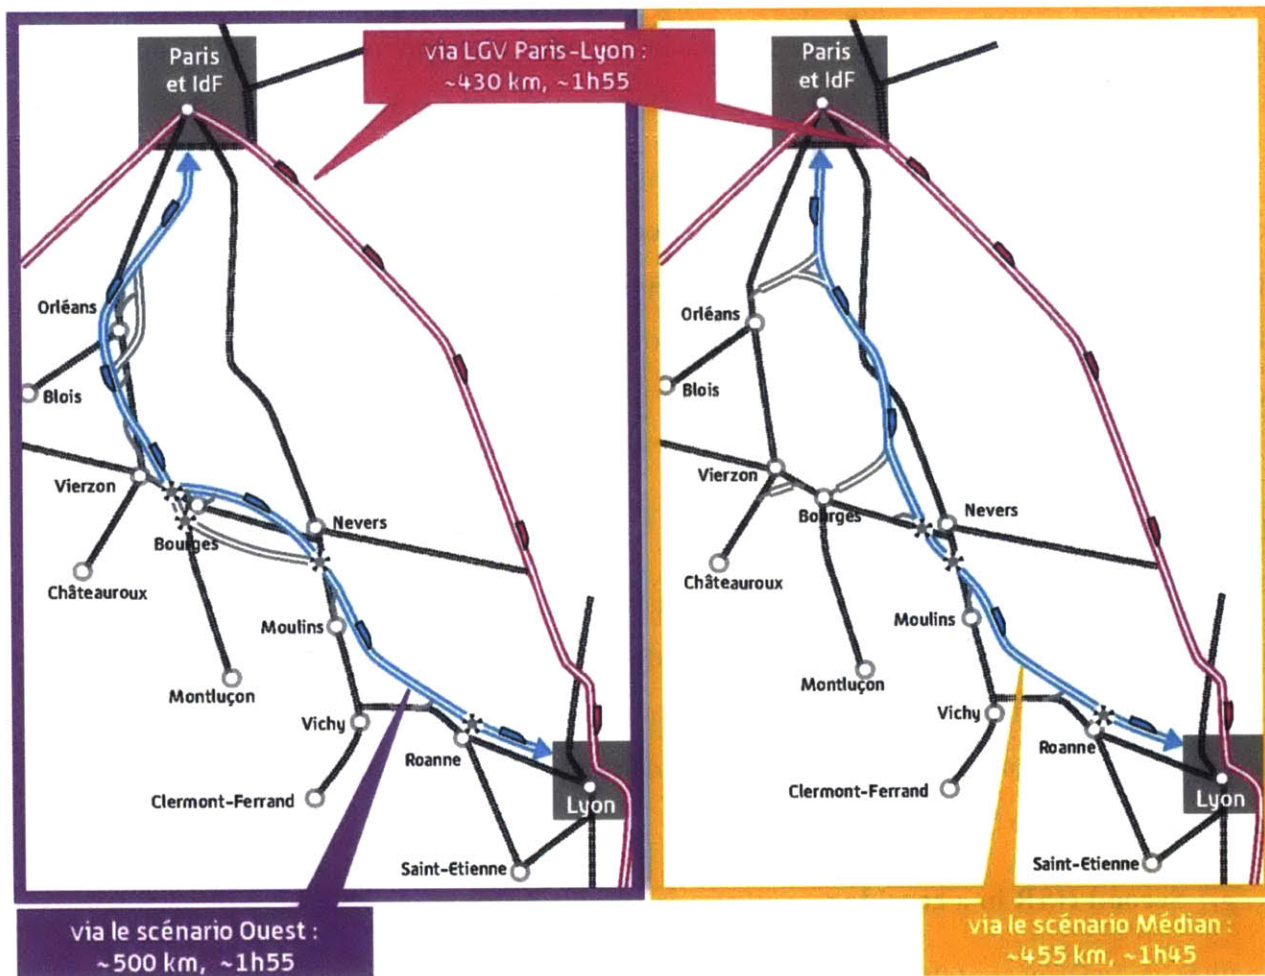 via LGV Paris-Lyon :
~430 km, ~1h55
Paris
et IdF
Orléans
Blois
Vierzon
Bourges
Nevers
Châteauroux
Moulins
Montluçon
Vichy
Roanne
Clermont-Ferrand
Lyon
Saint-Etienne
via le scénario Ouest :
~500 km, ~1h55
Paris
et IdF
Orléans
Blois
Vierzon
Bourges
Nevers
Châteauroux
Moulins
Montluçon
Vichy
Roanne
Clermont-Ferrand
Lyon
Saint-Etienne
via le scénario Médian :
~455 km, ~1h45